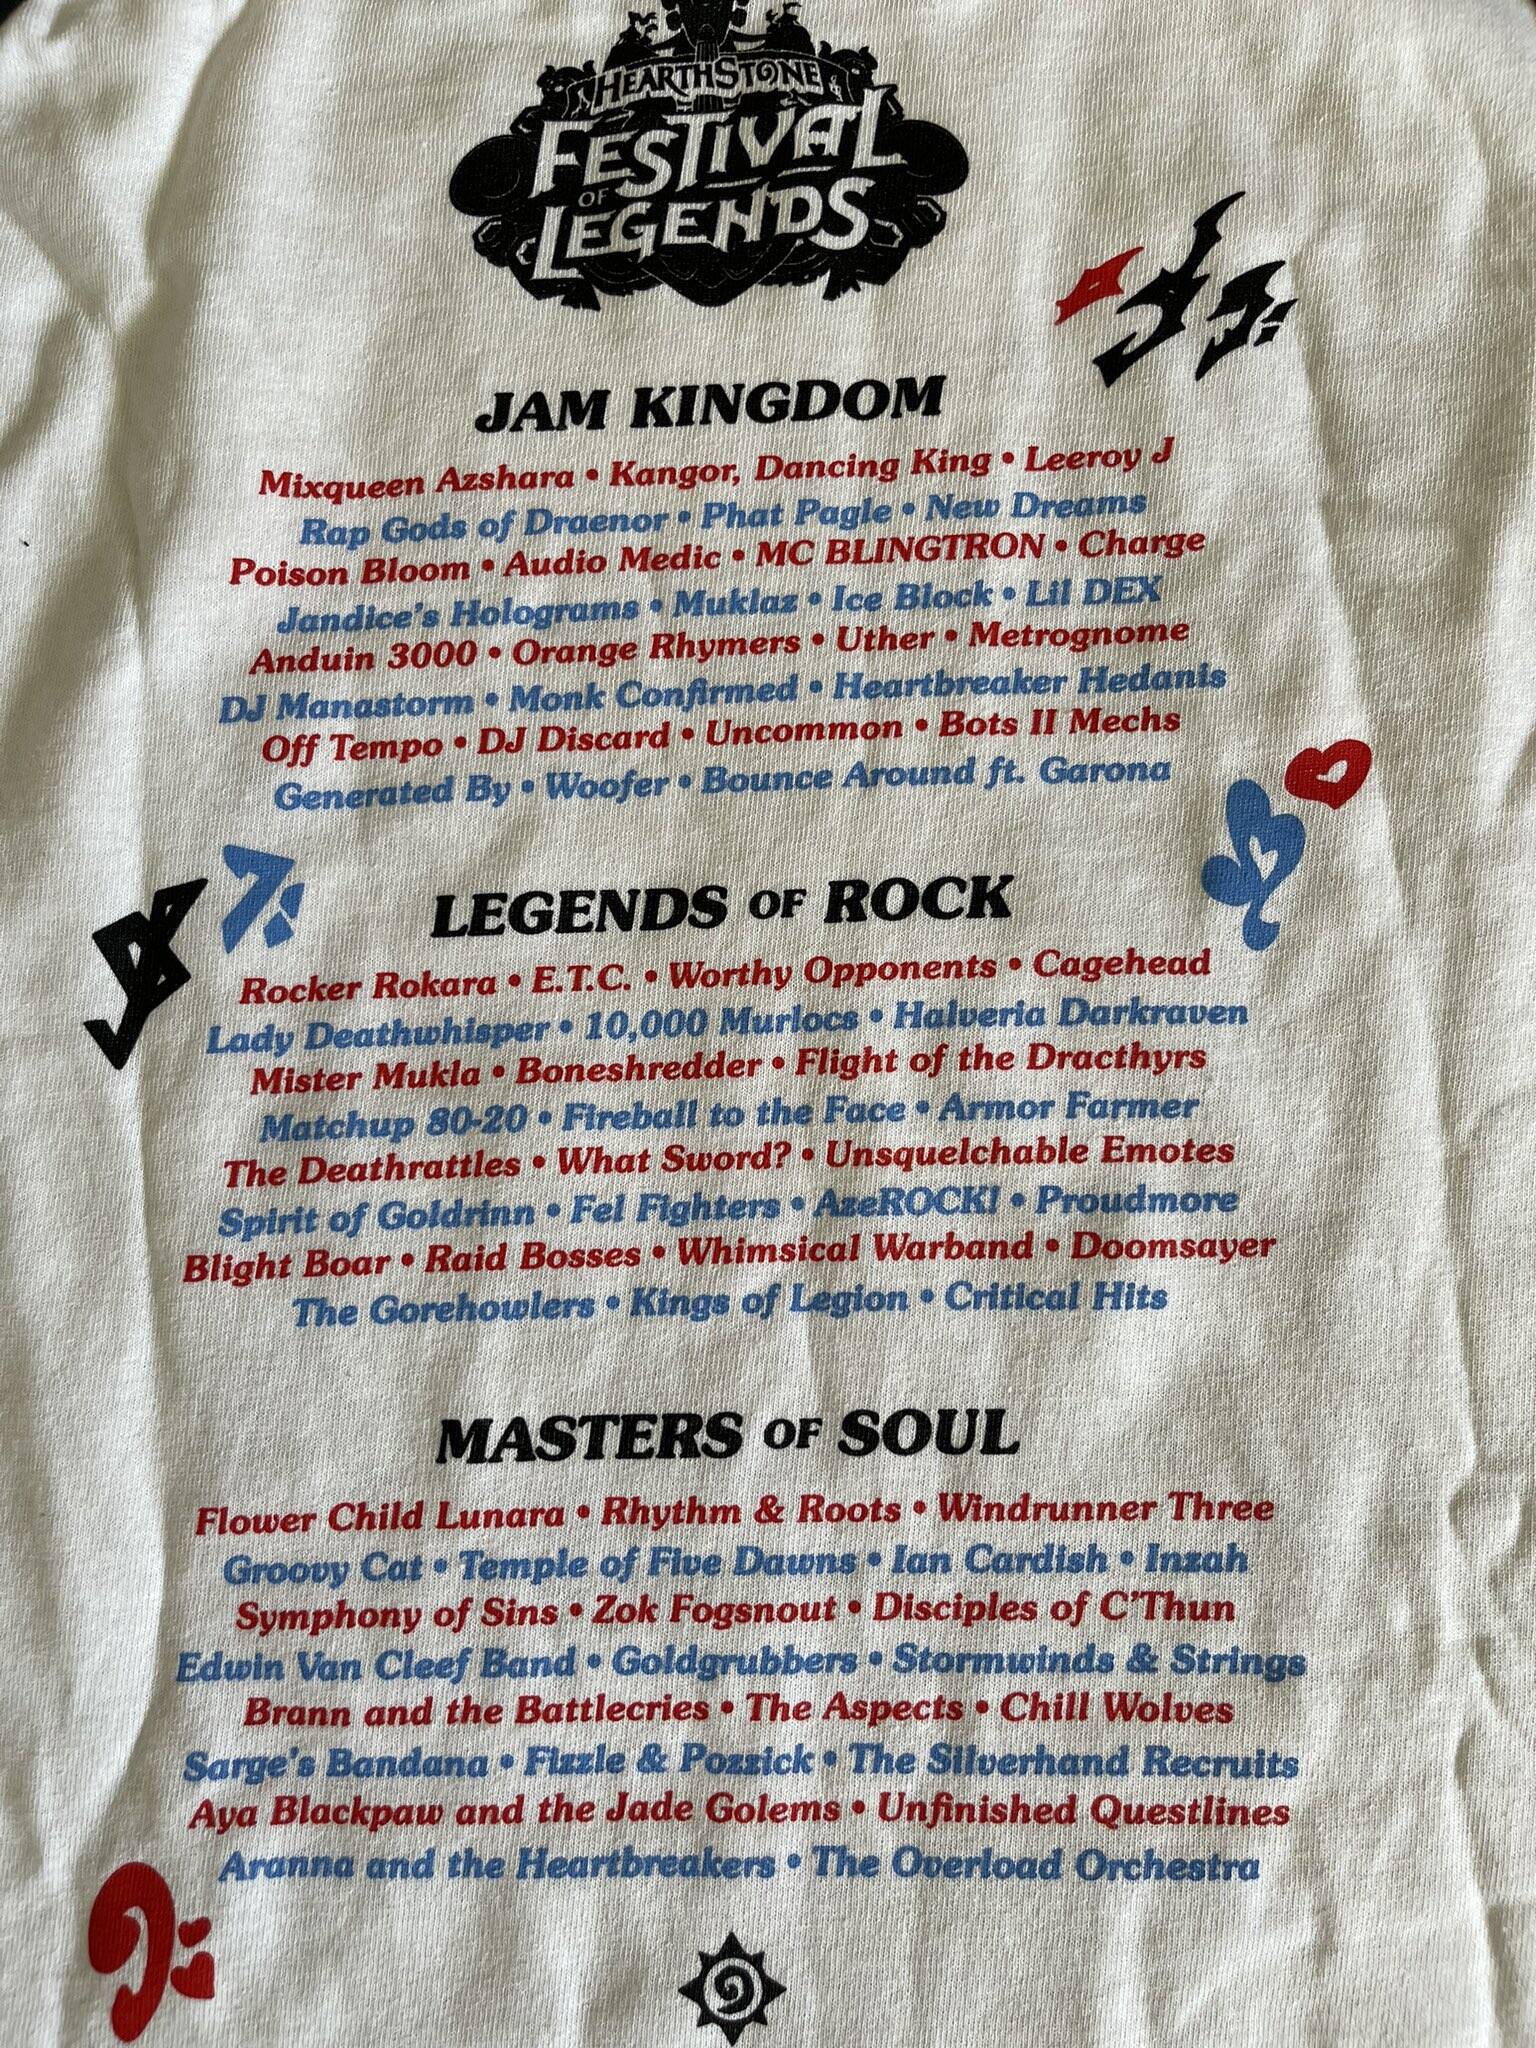 HEARTHSTONE
FESTIVAL
OF
LEGENDS
JAM KINGDOM
Mixqueen Azshara • Kangor, Dancing King • Leeroy J
Rap Gods of Draenor • Phat Pagle • New Dreams
Poison Bloom • Audio Medic • MC BLINGTRON • Charge
Jandice's Holograms • Muklaz • Ice Block • Lil DEX
Anduin 3000 • Orange Rhymers • Uther • Metrognome
DJ Manastorm • Monk Confirmed • Heartbreaker Hedanis
Off Tempo • DJ Discard • Uncommon • Bots II Mechs
Generated By • Woofer • Bounce Around ft. Garona
LEGENDS OF ROCK
Rocker Rokara • E.T.C. • Worthy Opponents • Cagehead
Lady Deathwhisper • 10,000 Murlocs • Halveria Darkraven
Mister Mukla • Boneshredder • Flight of the Dracthyrs
Matchup 80-20 • Fireball to the Face • Armor Farmer
The Deathrattles • What Sword? • Unsquelchable Emotes
Spirit of Goldrinn • Fel Fighters • AzeROCK! • Proudmore
Blight Boar • Raid Bosses • Whimsical Warband • Doomsayer
The Gorehowlers • Kings of Legion • Critical Hits
MASTERS OF SOUL
Flower Child Lunara • Rhythm & Roots • Windrunner Three
Groovy Cat • Temple of Five Dawns • Ian Cardish • Inzah
Symphony of Sins • Zok Fogsnout • Disciples of C'Thun
Edwin Van Cleef Band • Goldgrubbers • Stormwinds & Strings
Brann and the Battlecries • The Aspects • Chill Wolves
Sarge's Bandana • Fizzle & Pozzick • The Silverhand Recruits
Aya Blackpaw and the Jade Golems • Unfinished Questlines
Aranna and the Heartbreakers • The Overload Orchestra